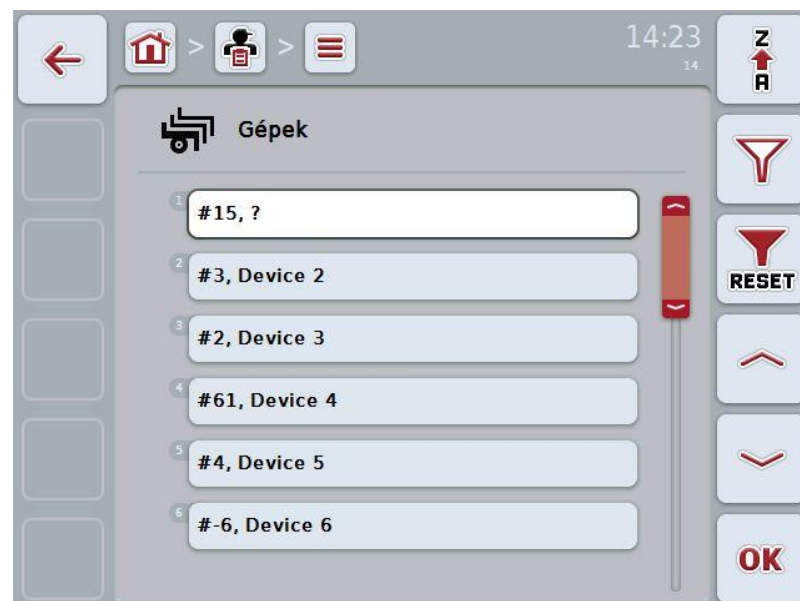 > >
14:23
14.
Z
A
Gépek
1
#15, ?
2
#3, Device 2
3
#2, Device 3
4
#61, Device 4
5
#4, Device 5
6
#-6, Device 6
RESET
OK